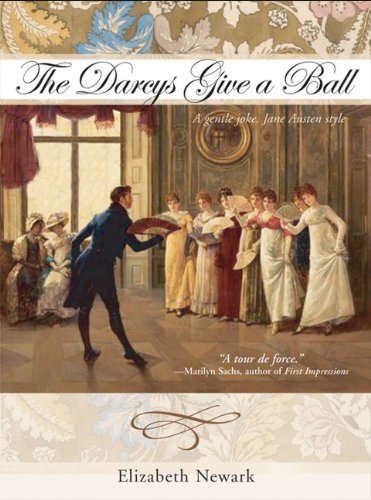 The Darcys Give a Ball
A gentle joke, Jane Austen style
“A tour de force.”
—Marilyn Sachs, author of First Impressions
Elizabeth Newark